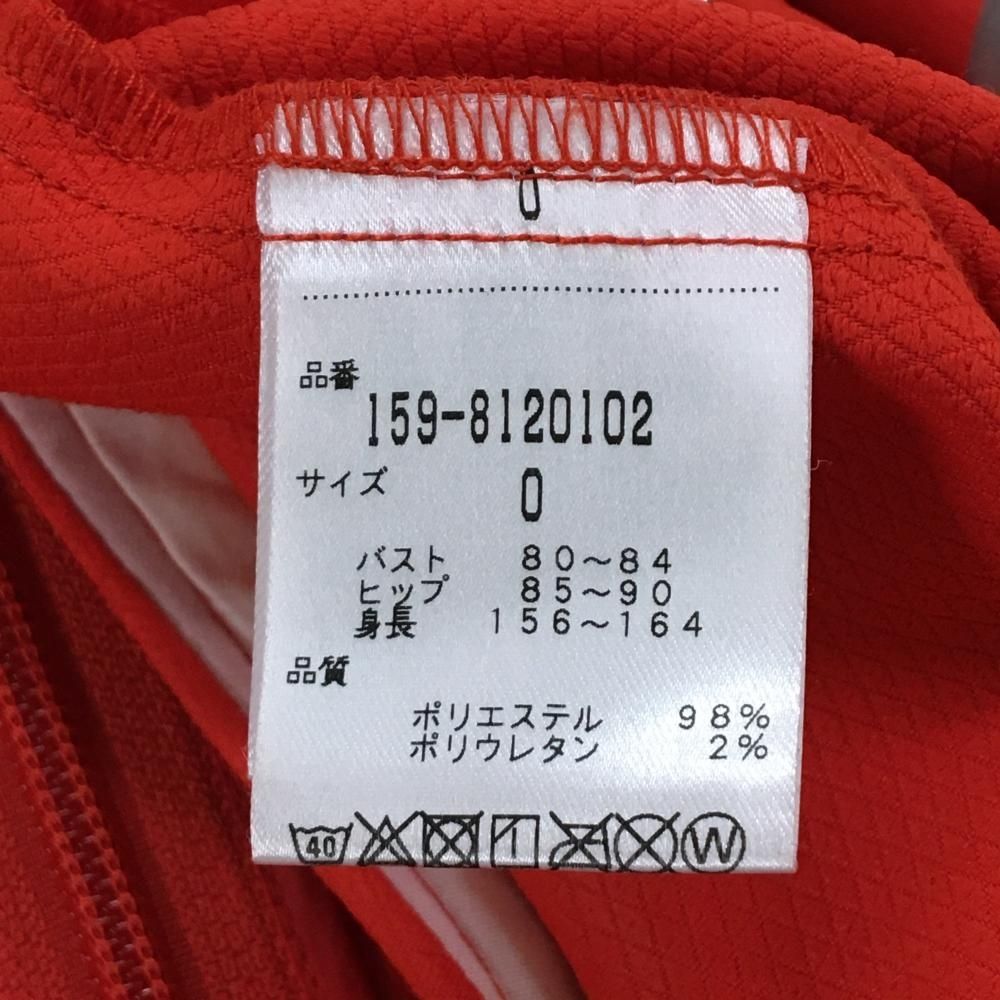 0
品番
159-8120102
サイズ 0
バスト 80～84
ヒップ 85～90
身長 156～164
品質
ポリエステル 98%
ポリウレタン 2%
40 W